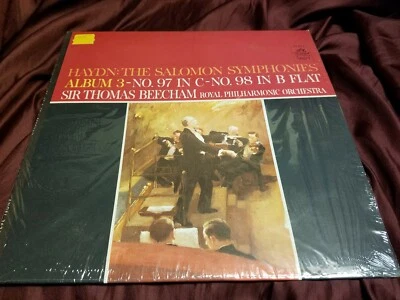 HAYDN: THE SALOMON SYMPHONIES
ALBUM 3-NO. 97 IN C-NO. 98 IN B FLAT
SIR THOMAS BEECHAM ROYAL PHILHARMONIC ORCHESTRA